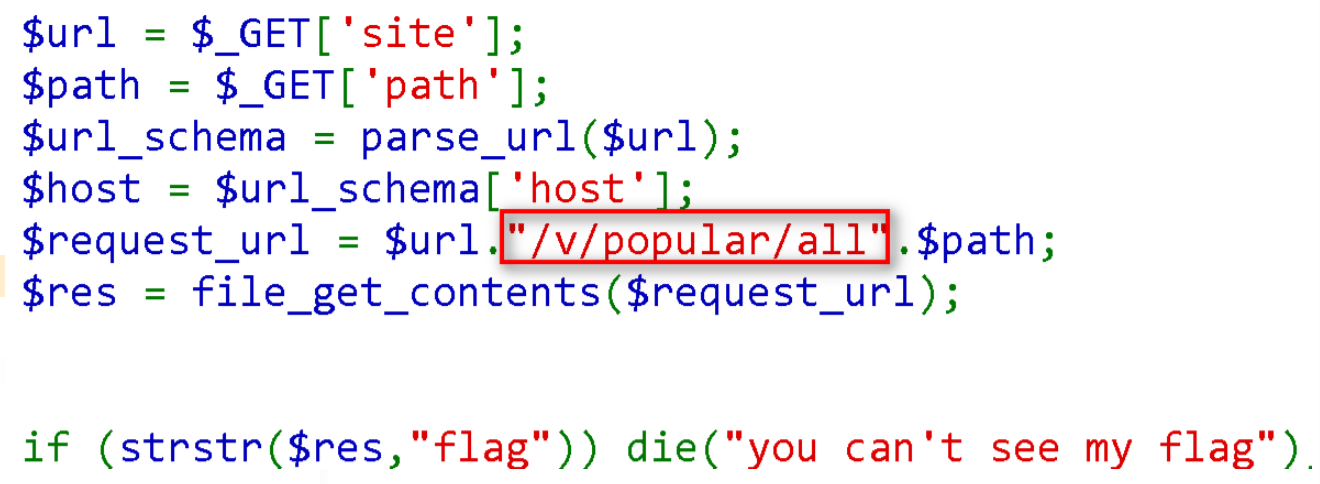 $url = $_GET['site'];
$path = $_GET['path'];
$url_schema = parse_url($url);
$host = $url_schema['host'];
$request_url = $url."/v/popular/all".$path;
$res = file_get_contents($request_url);
if (strstr($res,"flag")) die("you can't see my flag")